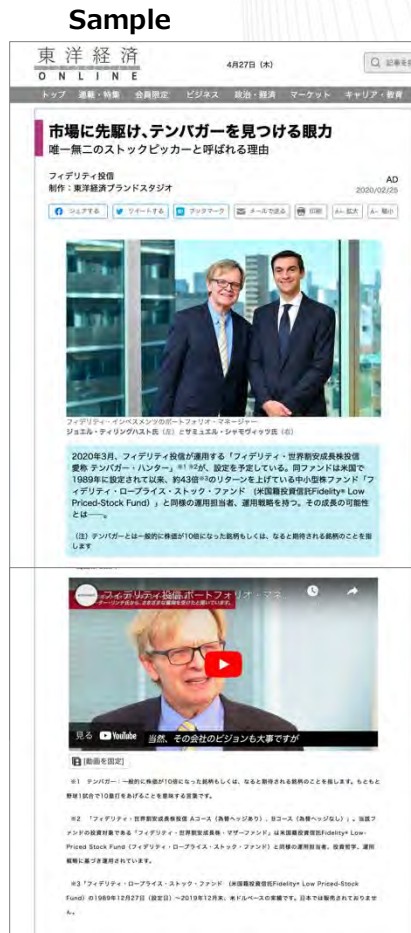 Sample
東洋経済
ONLINE
4月27日（木）
トップ 連載・特集 会員限定 ビジネス 政治・経済 マーケット キャリア・教育
市場に先駆け、テンバガーを見つける眼力
唯一無二のストックピッカーと呼ばれる理由
フィデリティ投信
制作：東洋経済ブランドスタジオ
AD
2020/02/25
シェアする ツイートする ブックマーク メールで送る 印刷 A+ 拡大 A- 縮小
フィデリティ・インベスメンツのポートフォリオ・マネージャー
ジョエル・ティリングハスト氏（左）とサミュエル・シャモヴィッツ氏（右）
2020年3月、フィデリティ投信が運用する「フィデリティ・世界割安成長株投信
愛称 テンバガー・ハンター」※1 ※2が、設定を予定している。同ファンドは米国で
1989年に設定されて以来、約43倍※3のリターンを上げている中小型株ファンド「フ
ィデリティ・ロープライス・ストック・ファンド （米国籍投資信託Fidelity® Low
Priced-Stock Fund）」と同様の運用担当者、運用戦略を持つ。その成長の可能性
とは――。
（注）テンバガーとは一般的に株価が10倍になった銘柄もしくは、なると期待される銘柄のことを指
します
フィデリティ投信 ポートフォリオ・マネ...
見る YouTube
当然、その会社のビジョンも大事ですが
[動画を固定]
※1 テンバガー：一般的に株価が10倍になった銘柄もしくは、なると期待される銘柄のことを指します。もともと
野球1試合で10塁打をあげることを意味する言葉です。
※2 「フィデリティ・世界割安成長株投信 Aコース（為替ヘッジあり）、Bコース（為替ヘッジなし）」。当該フ
ァンドの投資対象である「フィデリティ・世界割安成長株・マザーファンド」は米国籍投資信託Fidelity® Low-
Priced Stock Fund（フィデリティ・ロープライス・ストック・ファンド）と同様の運用担当者、投資哲学、運用
戦略に基づき運用されています。
※3「フィデリティ・ロープライス・ストック・ファンド （米国籍投資信託Fidelity® Low Priced-Stock
Fund）の1989年12月27日（設定日）～2019年12月末、米ドルベースの実績です。日本では販売されておりませ
ん。